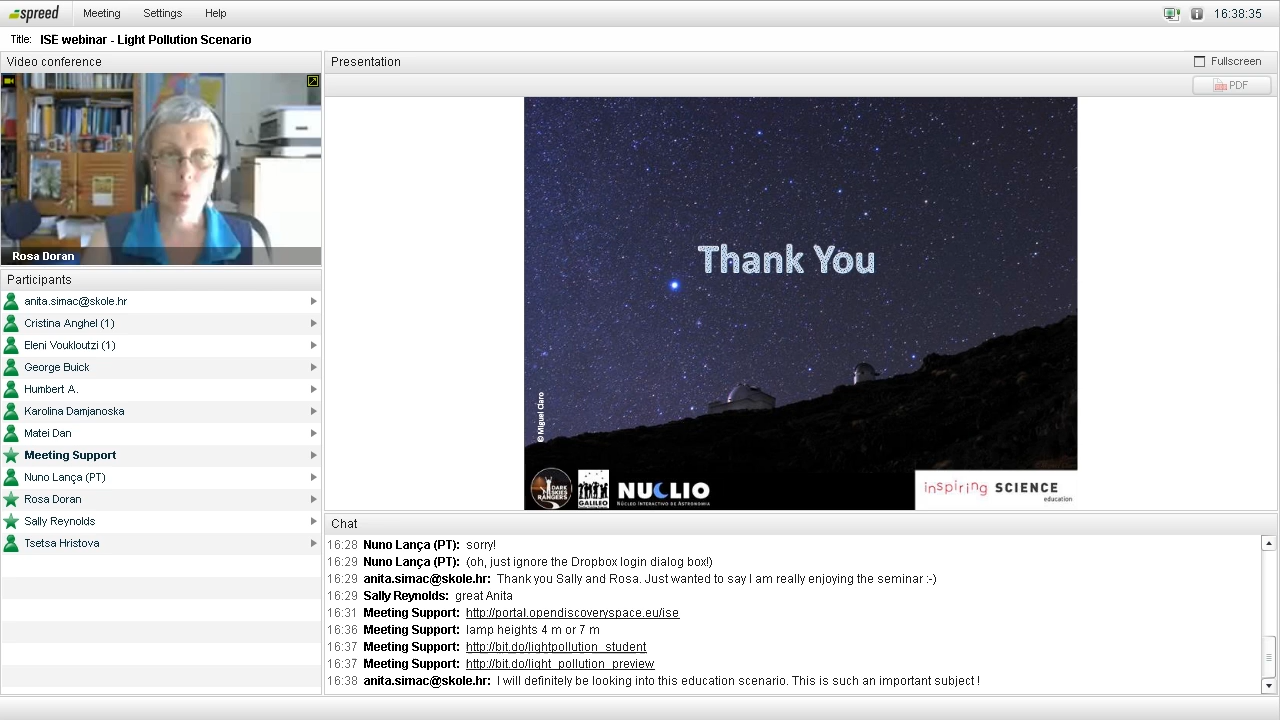 spreed Meeting Settings Help 16:38:35
Title: ISE webinar - Light Pollution Scenario
Video conference
Rosa Doran
Participants
anita.simac@skole.hr
Cristina Anghel (1)
Eleni Voukloutzi (1)
George Buick
Humbert A.
Karolina Damjanoska
Matei Dan
Meeting Support
Nuno Lança (PT)
Rosa Doran
Sally Reynolds
Tsetsa Hristova
Presentation Fullscreen
PDF
Thank You
© Miguel Claro
DARK SKIES RANGERS
GALILEO
NUCLIO
NÚCLEO INTERACTIVO DE ASTRONOMIA
inspiring SCIENCE
education
Chat
16:28 Nuno Lança (PT): sorry!
16:29 Nuno Lança (PT): (oh, just ignore the Dropbox login dialog box!)
16:29 anita.simac@skole.hr: Thank you Sally and Rosa. Just wanted to say I am really enjoying the seminar :-)
16:29 Sally Reynolds: great Anita
16:31 Meeting Support: http://portal.opendiscoveryspace.eu/ise
16:36 Meeting Support: lamp heights 4 m or 7 m
16:37 Meeting Support: http://bit.do/lightpollution_student
16:37 Meeting Support: http://bit.do/light_pollution_preview
16:38 anita.simac@skole.hr: I will definitely be looking into this education scenario. This is such an important subject !